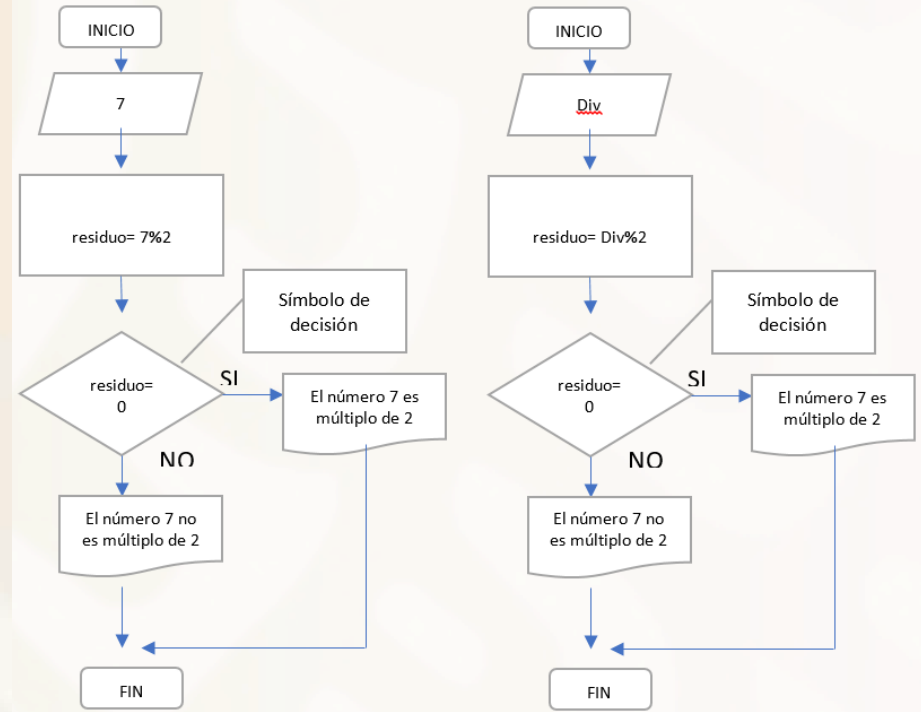 INICIO
7
residuo= 7%2
Símbolo de
decisión
residuo=
0
SI
El número 7 es
múltiplo de 2
NO
El número 7 no
es múltiplo de 2
FIN
INICIO
Div
residuo= Div%2
Símbolo de
decisión
residuo=
0
SI
El número 7 es
múltiplo de 2
NO
El número 7 no
es múltiplo de 2
FIN